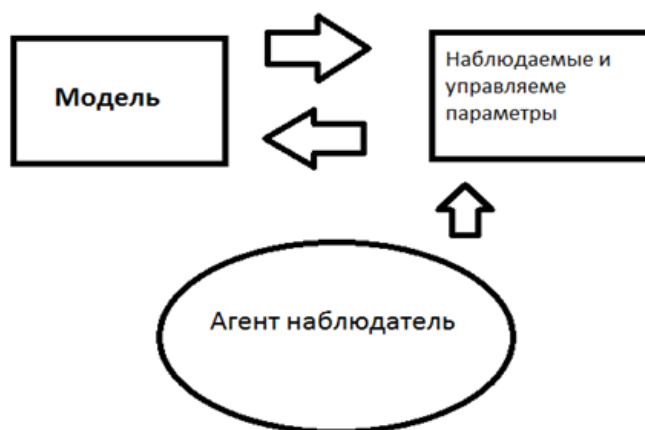 Модель
Наблюдаемые и
управляеме
параметры
Агент наблюдатель